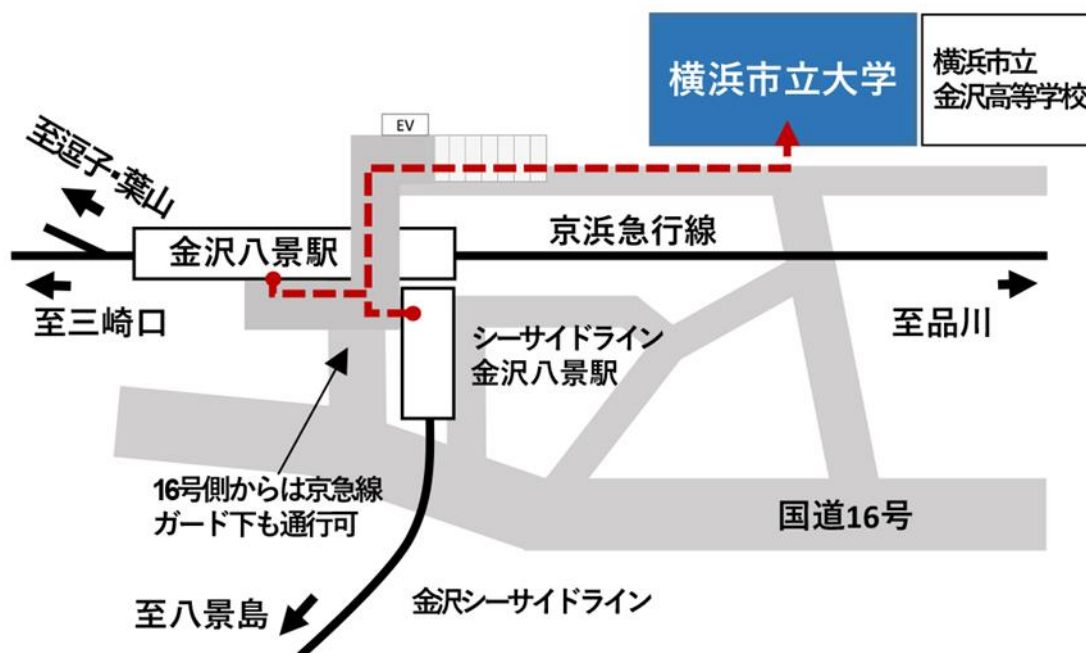 横浜市立大学
横浜市立
金沢高等学校
EV
至逗子・葉山
金沢八景駅
京浜急行線
至三崎口
至品川
シーサイドライン
金沢八景駅
16号側からは京急線
ガード下も通行可
国道16号
至八景島
金沢シーサイドライン